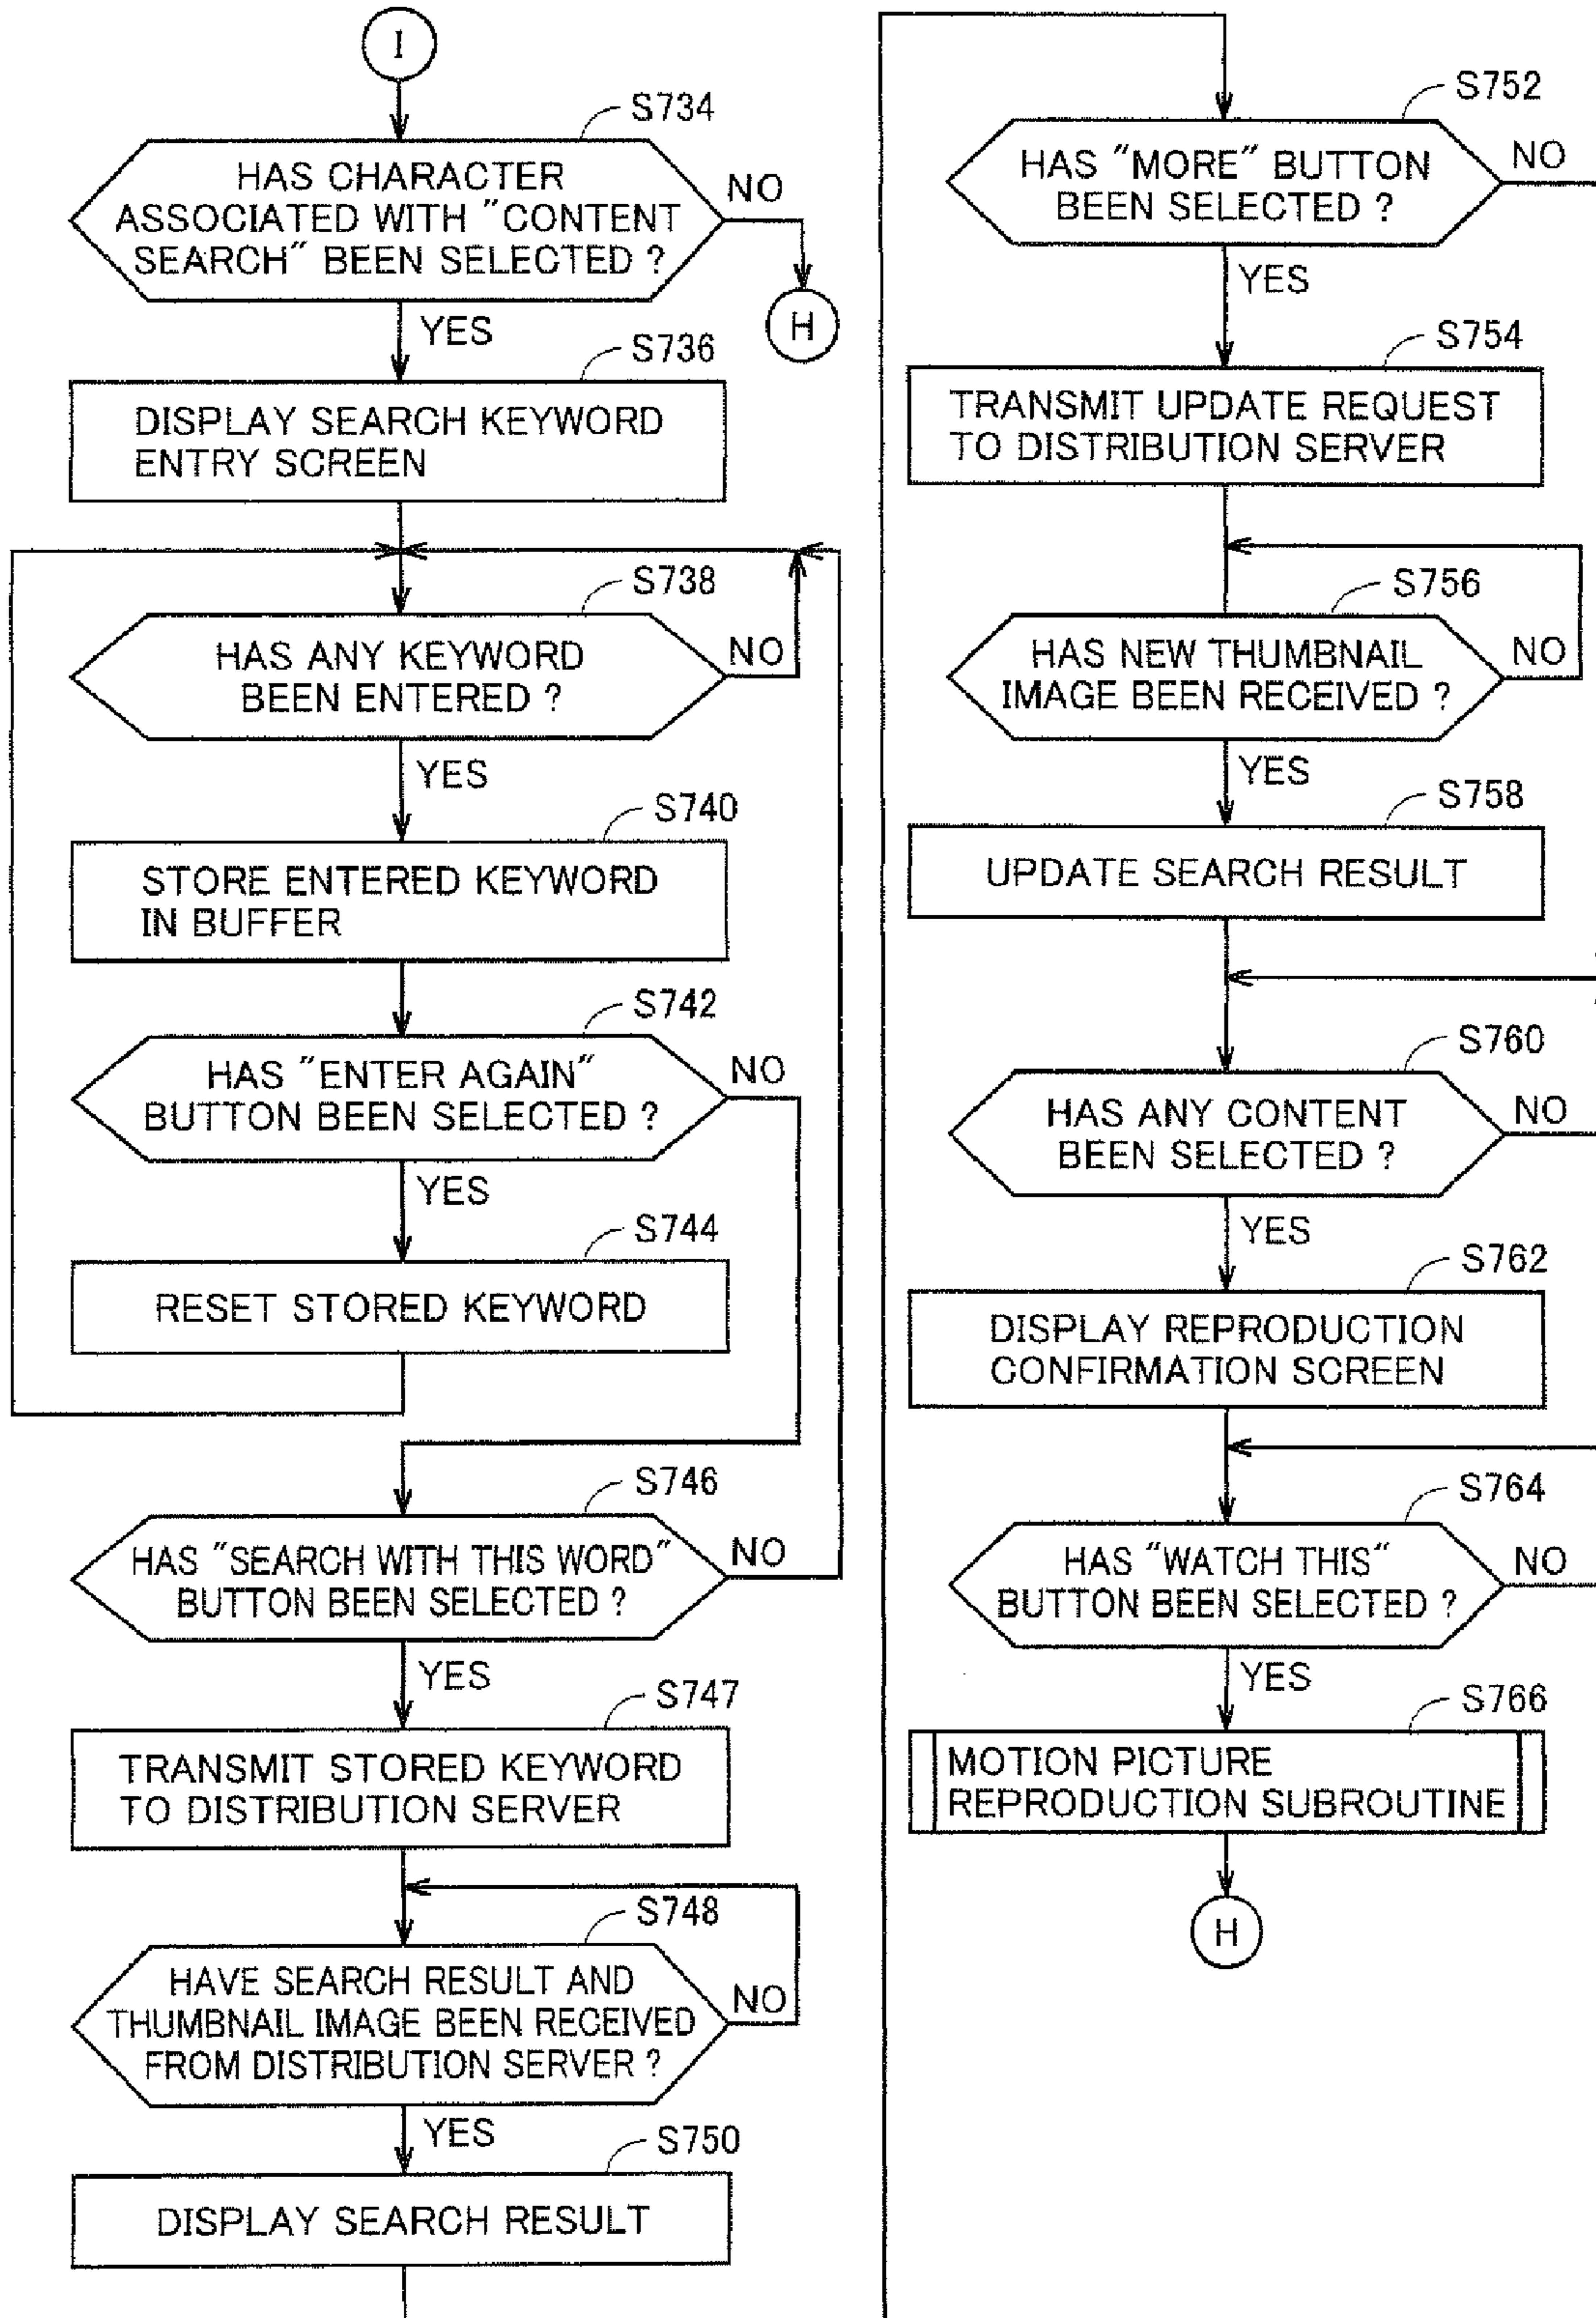 I
S734
HAS CHARACTER
ASSOCIATED WITH "CONTENT
SEARCH" BEEN SELECTED ?
NO
H
YES
S736
DISPLAY SEARCH KEYWORD
ENTRY SCREEN
S738
HAS ANY KEYWORD
BEEN ENTERED ?
NO
YES
S740
STORE ENTERED KEYWORD
IN BUFFER
S742
HAS "ENTER AGAIN"
BUTTON BEEN SELECTED ?
NO
YES
S744
RESET STORED KEYWORD
S746
HAS "SEARCH WITH THIS WORD"
BUTTON BEEN SELECTED ?
NO
YES
S747
TRANSMIT STORED KEYWORD
TO DISTRIBUTION SERVER
S748
HAVE SEARCH RESULT AND
THUMBNAIL IMAGE BEEN RECEIVED
FROM DISTRIBUTION SERVER ?
NO
YES
S750
DISPLAY SEARCH RESULT
S752
HAS "MORE" BUTTON
BEEN SELECTED ?
NO
YES
S754
TRANSMIT UPDATE REQUEST
TO DISTRIBUTION SERVER
S756
HAS NEW THUMBNAIL
IMAGE BEEN RECEIVED ?
NO
YES
S758
UPDATE SEARCH RESULT
S760
HAS ANY CONTENT
BEEN SELECTED ?
NO
YES
S762
DISPLAY REPRODUCTION
CONFIRMATION SCREEN
S764
HAS "WATCH THIS"
BUTTON BEEN SELECTED ?
NO
YES
S766
MOTION PICTURE
REPRODUCTION SUBROUTINE
H